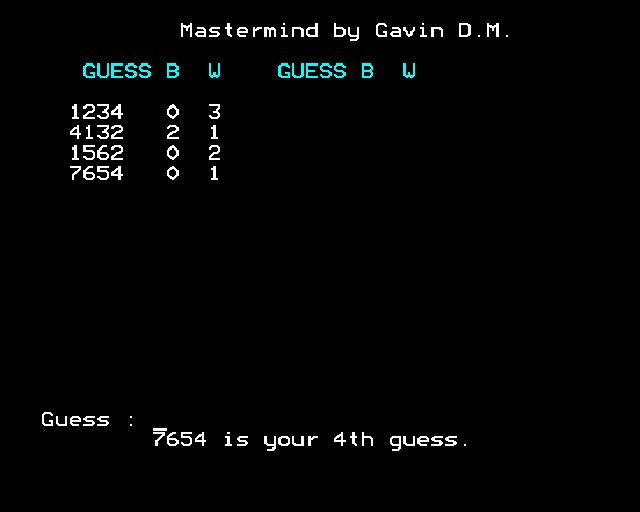 Mastermind by Gavin D.M.
GUESS B W GUESS B W
1234 0 3
4132 2 1
1562 0 2
7654 0 1
Guess :
7654 is your 4th guess.